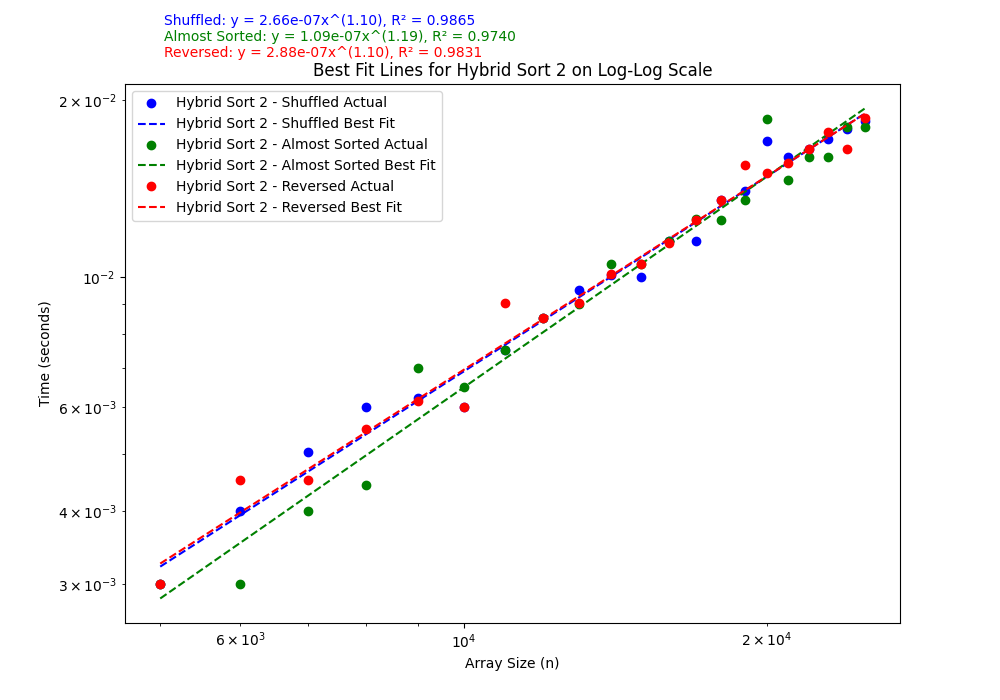 Shuffled: y = 2.66e-07x^(1.10), R² = 0.9865
Almost Sorted: y = 1.09e-07x^(1.19), R² = 0.9740
Reversed: y = 2.88e-07x^(1.10), R² = 0.9831
Best Fit Lines for Hybrid Sort 2 on Log-Log Scale
Hybrid Sort 2 - Shuffled Actual
Hybrid Sort 2 - Shuffled Best Fit
Hybrid Sort 2 - Almost Sorted Actual
Hybrid Sort 2 - Almost Sorted Best Fit
Hybrid Sort 2 - Reversed Actual
Hybrid Sort 2 - Reversed Best Fit
2 × 10⁻²
10⁻²
6 × 10⁻³
4 × 10⁻³
3 × 10⁻³
Time (seconds)
6 × 10³
10⁴
2 × 10⁴
Array Size (n)